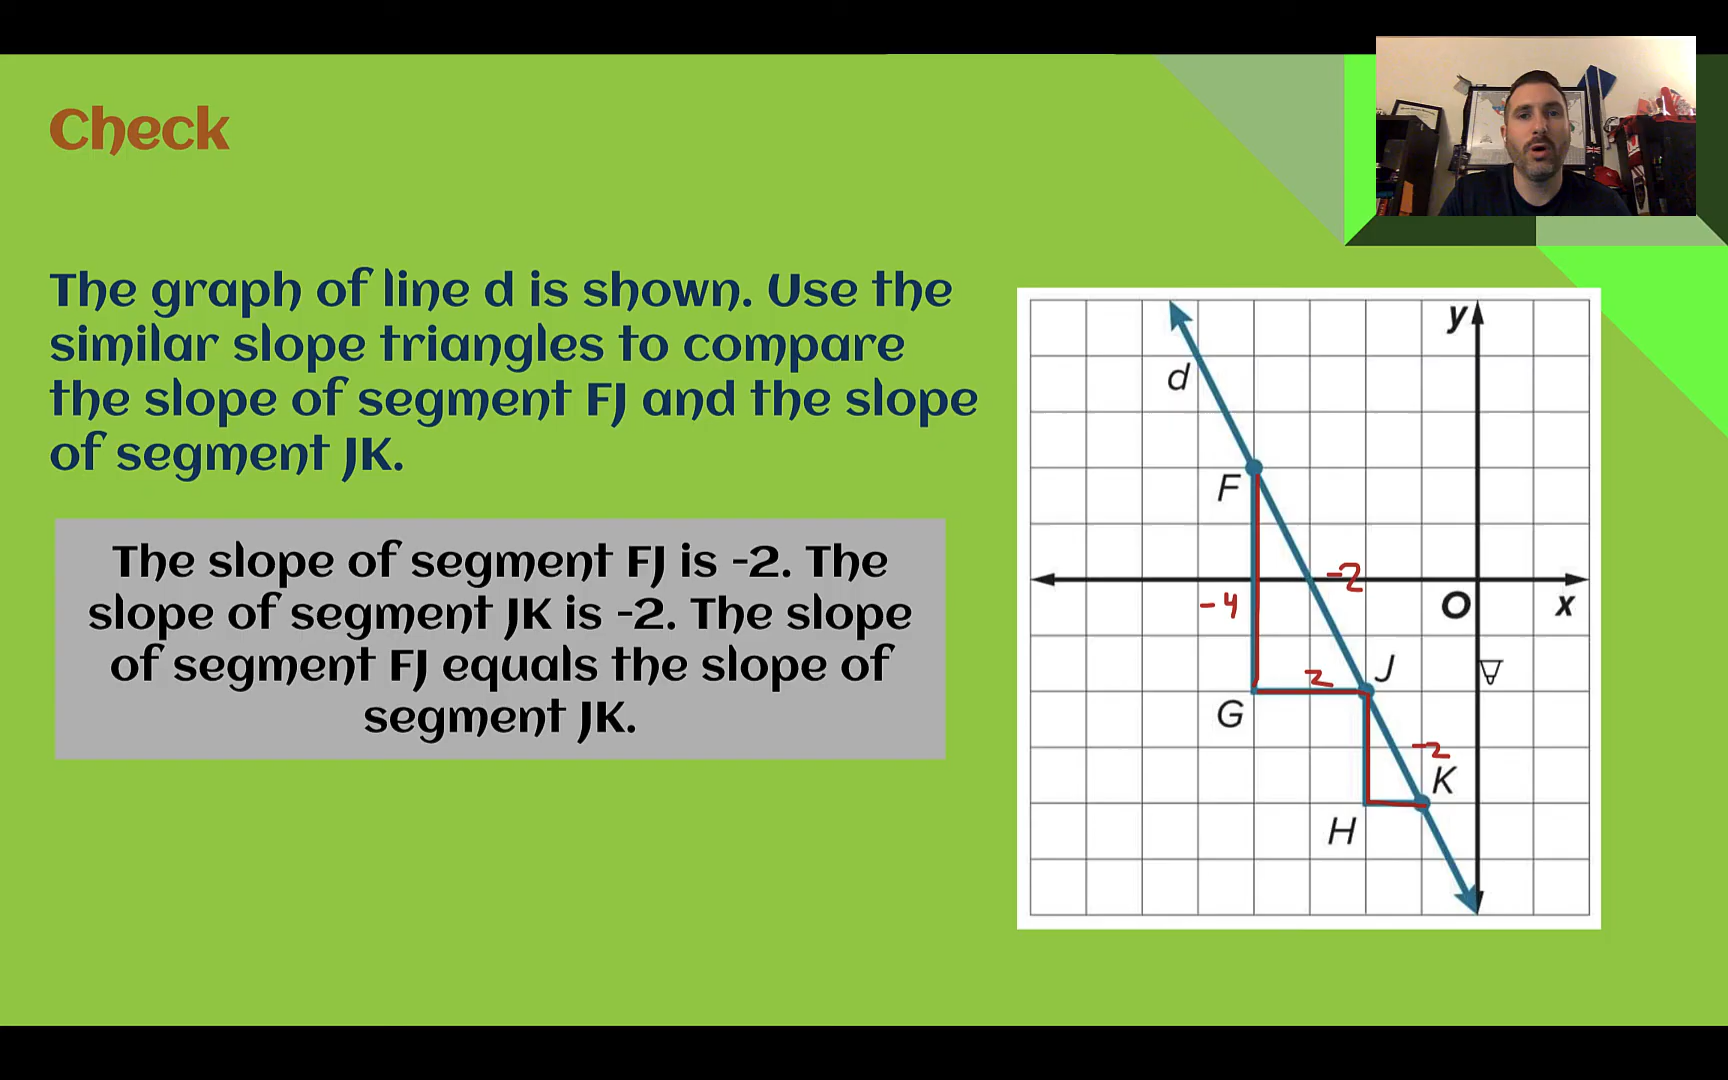 Check
The graph of line d is shown. Use the
similar slope triangles to compare
the slope of segment FJ and the slope
of segment JK.
The slope of segment FJ is -2. The
slope of segment JK is -2. The slope
of segment FJ equals the slope of
segment JK.
y
d
F
-2
-4
O
x
J
2
G
-2
K
H